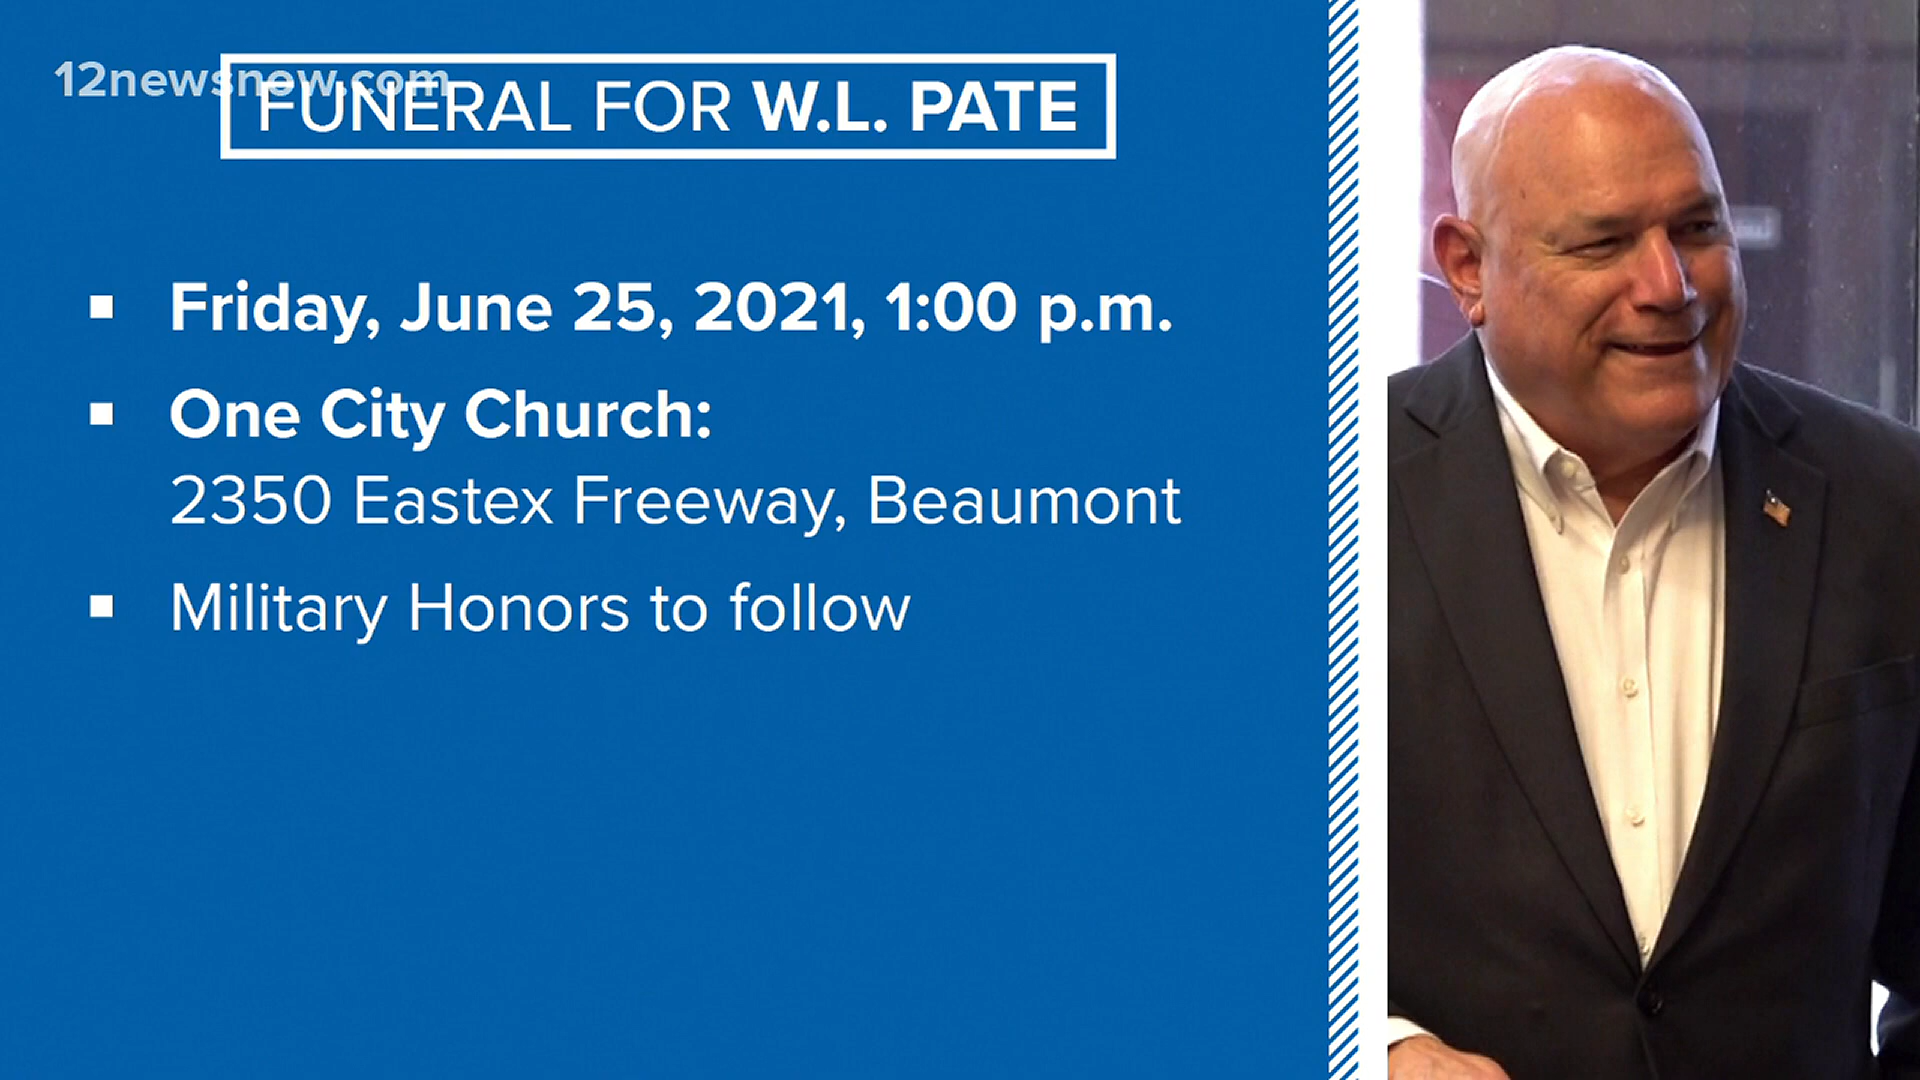 12newsnow.com
FUNERAL FOR W.L. PATE
Friday, June 25, 2021, 1:00 p.m.
One City Church:
2350 Eastex Freeway, Beaumont
Military Honors to follow